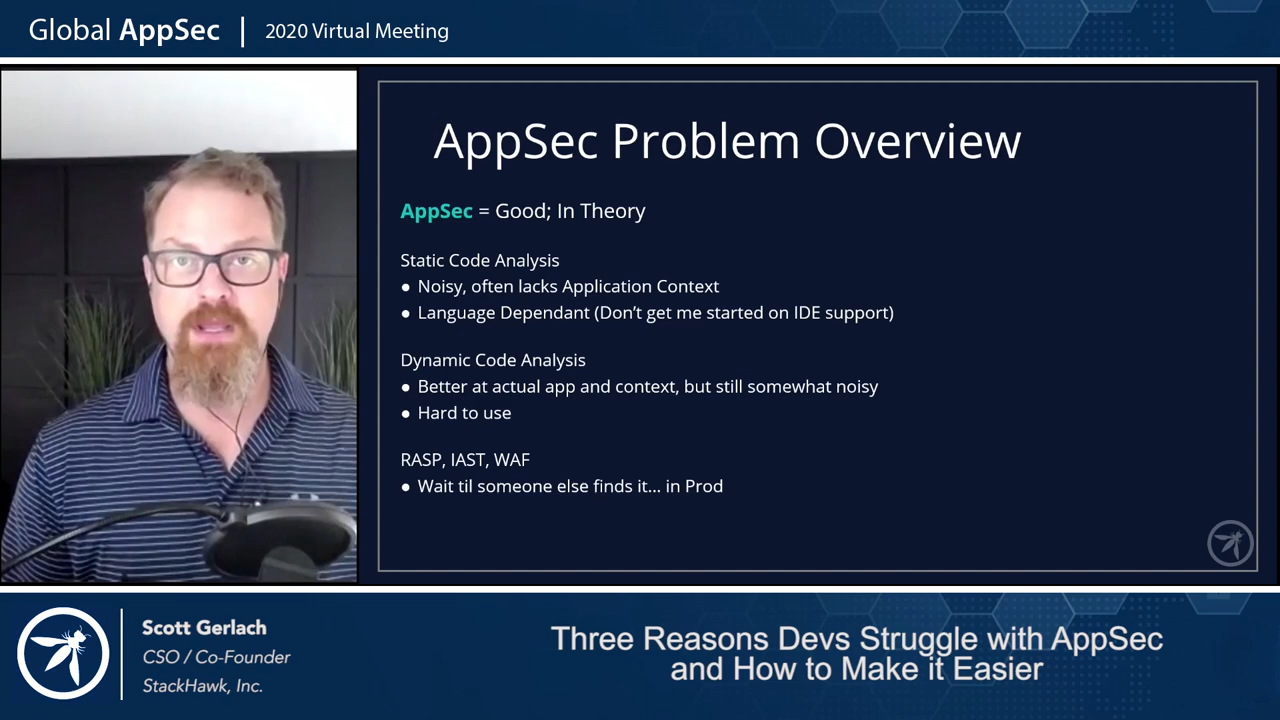 Global AppSec | 2020 Virtual Meeting
AppSec Problem Overview
AppSec = Good; In Theory
Static Code Analysis
● Noisy, often lacks Application Context
● Language Dependant (Don't get me started on IDE support)
Dynamic Code Analysis
● Better at actual app and context, but still somewhat noisy
● Hard to use
RASP, IAST, WAF
● Wait til someone else finds it... in Prod
Scott Gerlach
CSO / Co-Founder
StackHawk, Inc.
Three Reasons Devs Struggle with AppSec
and How to Make it Easier